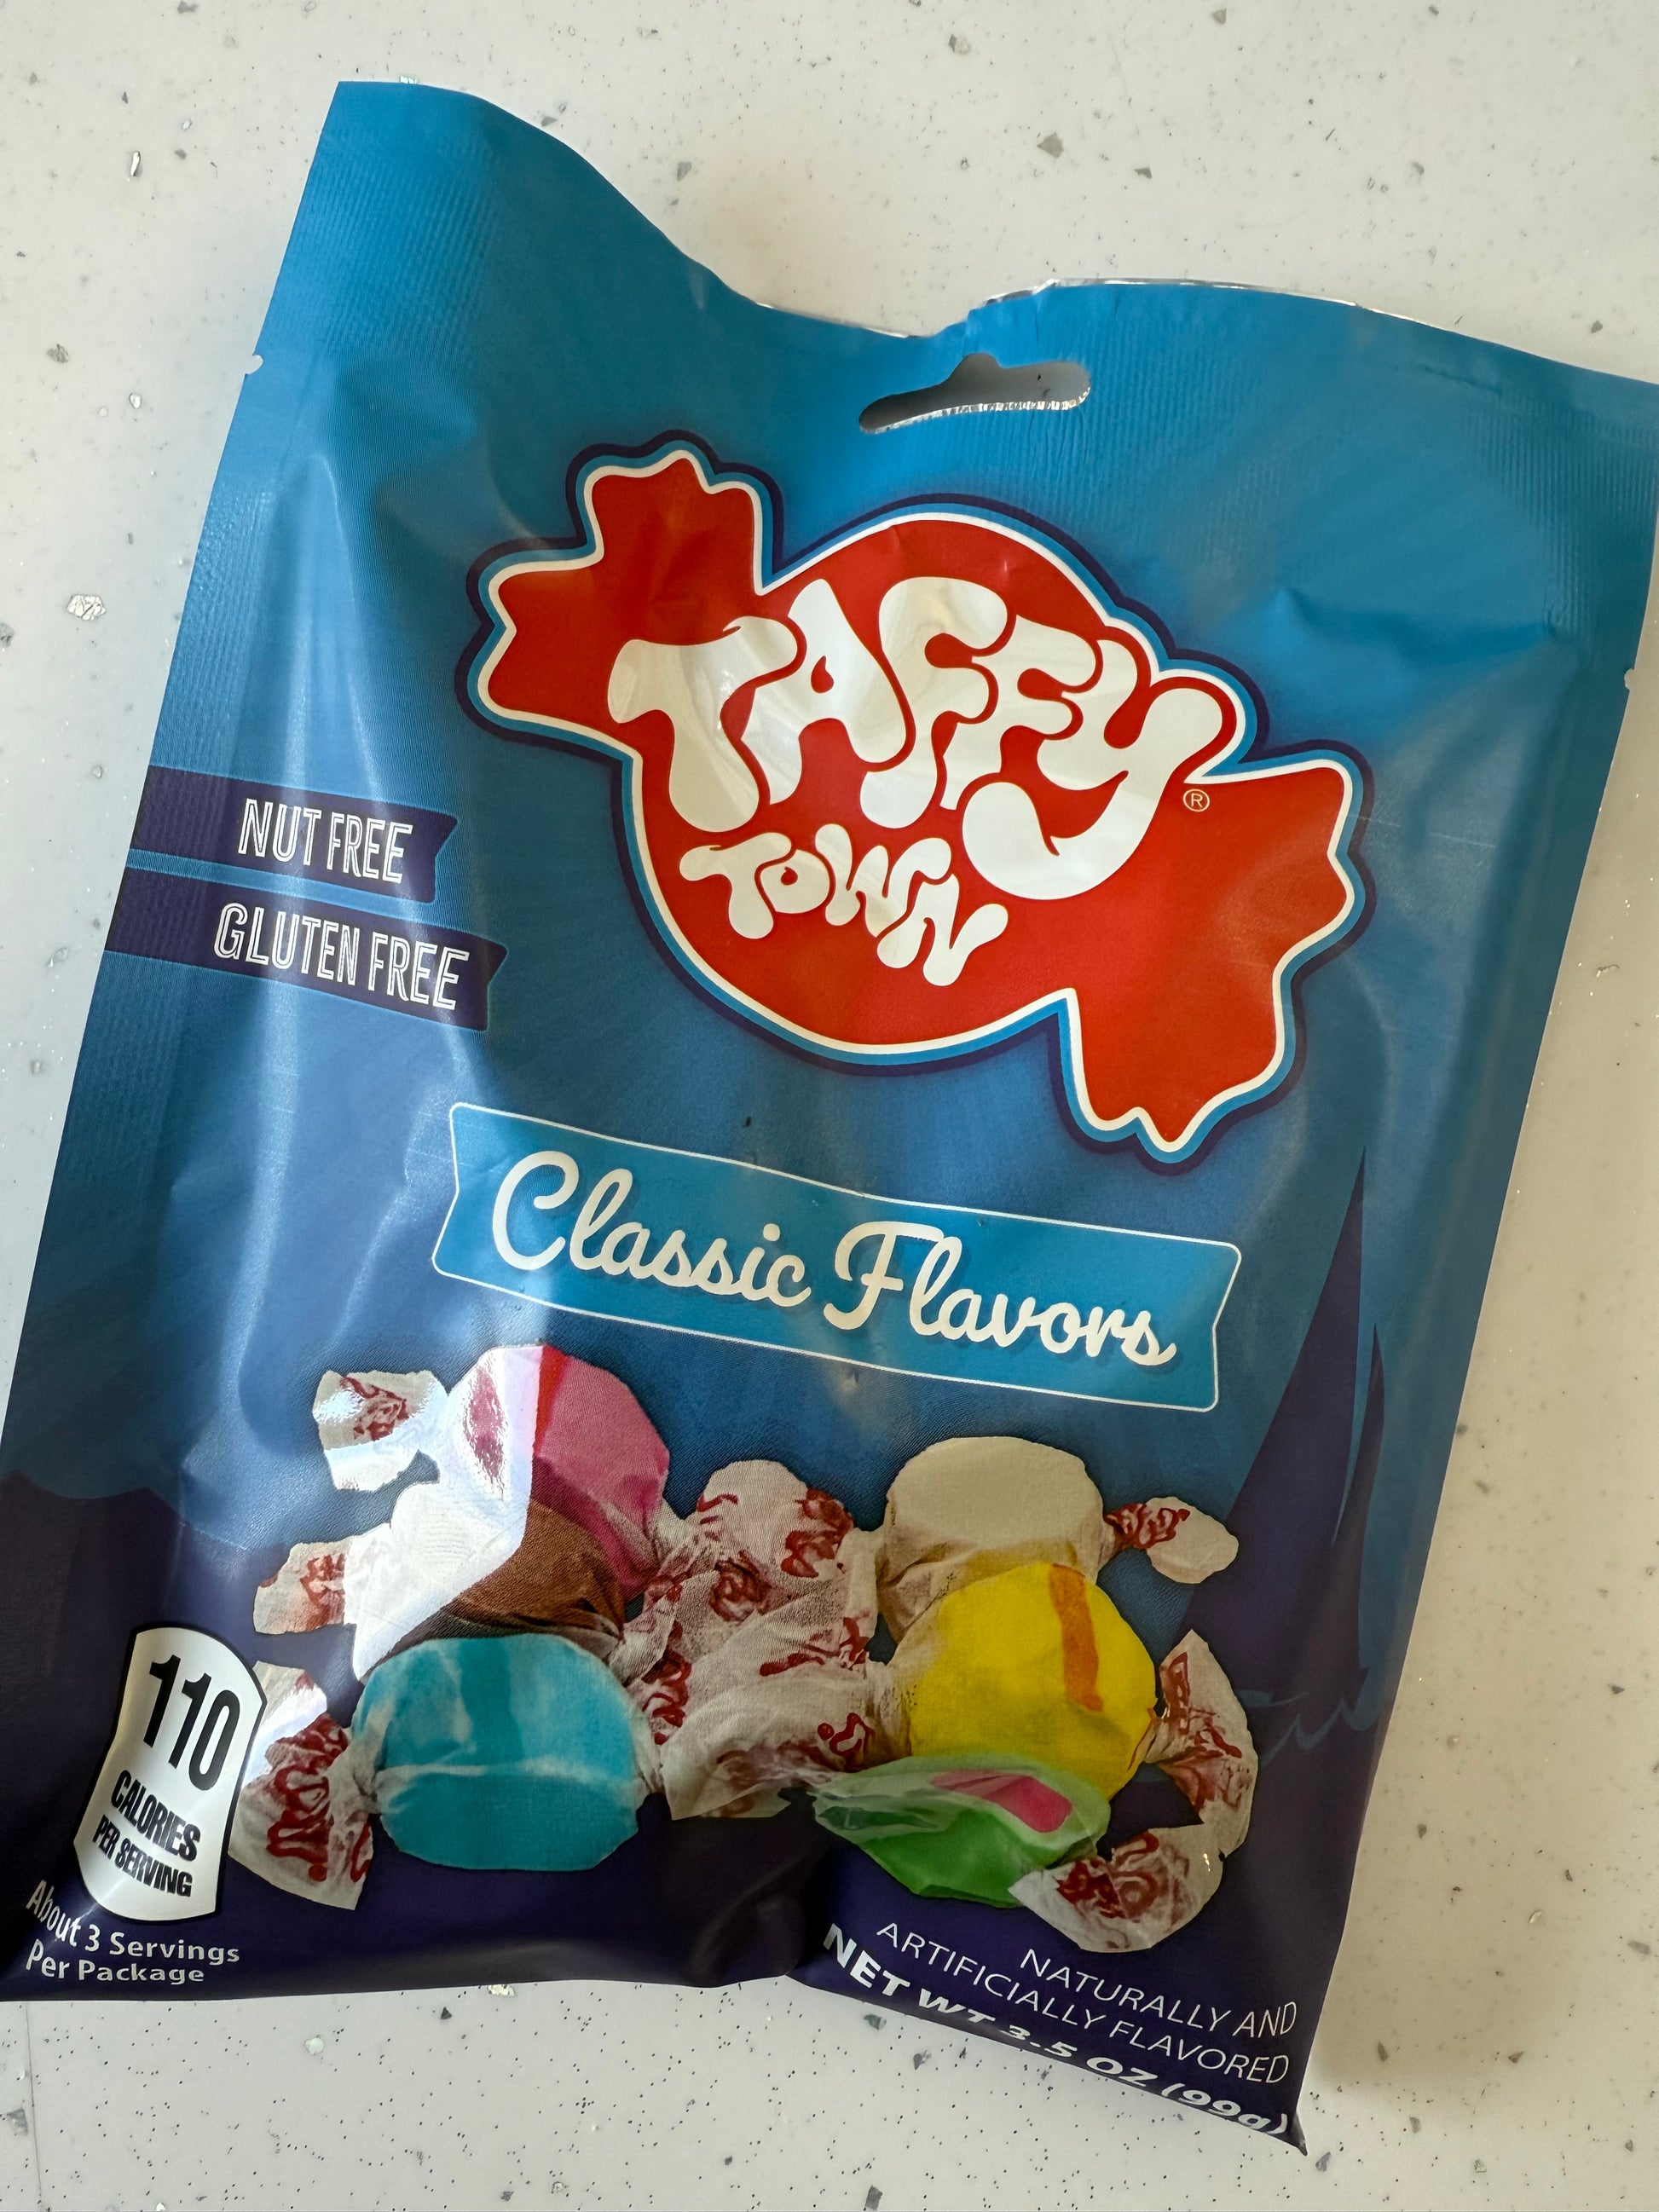 TAFFY
TOWN
®
NUT FREE
GLUTEN FREE
Classic Flavors
110
CALORIES
PER SERVING
About 3 Servings
Per Package
NATURALLY AND
ARTIFICIALLY FLAVORED
NET WT 3.5 OZ (99g)